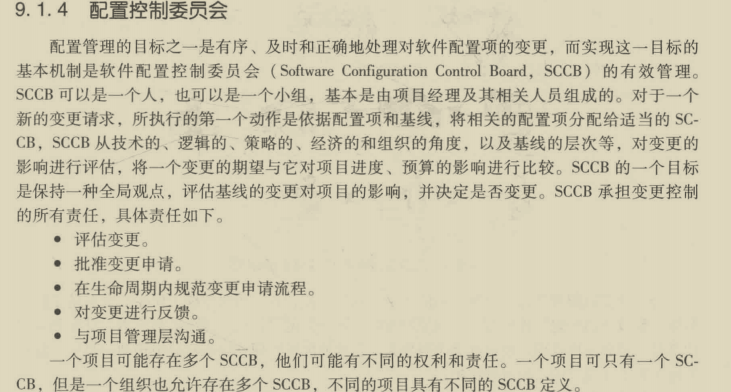 9.1.4 配置控制委员会
配置管理的目标之一是有序、及时和正确地处理对软件配置项的变更，而实现这一目标的
基本机制是软件配置控制委员会（Software Configuration Control Board，SCCB）的有效管理。
SCCB 可以是一个人，也可以是一个小组，基本是由项目经理及其相关人员组成的。对于一个
新的变更请求，所执行的第一个动作是依据配置项和基线，将相关的配置项分配给适当的 SC-
CB，SCCB 从技术的、逻辑的、策略的、经济的和组织的角度，以及基线的层次等，对变更的
影响进行评估，将一个变更的期望与它对项目进度、预算的影响进行比较。SCCB 的一个目标
是保持一种全局观点，评估基线的变更对项目的影响，并决定是否变更。SCCB 承担变更控制
的所有责任，具体责任如下。
● 评估变更。
● 批准变更申请。
● 在生命周期内规范变更申请流程。
● 对变更进行反馈。
● 与项目管理层沟通。
一个项目可能存在多个 SCCB，他们可能有不同的权利和责任。一个项目可只有一个 SC-
CB，但是一个组织也允许存在多个 SCCB，不同的项目具有不同的 SCCB 定义。